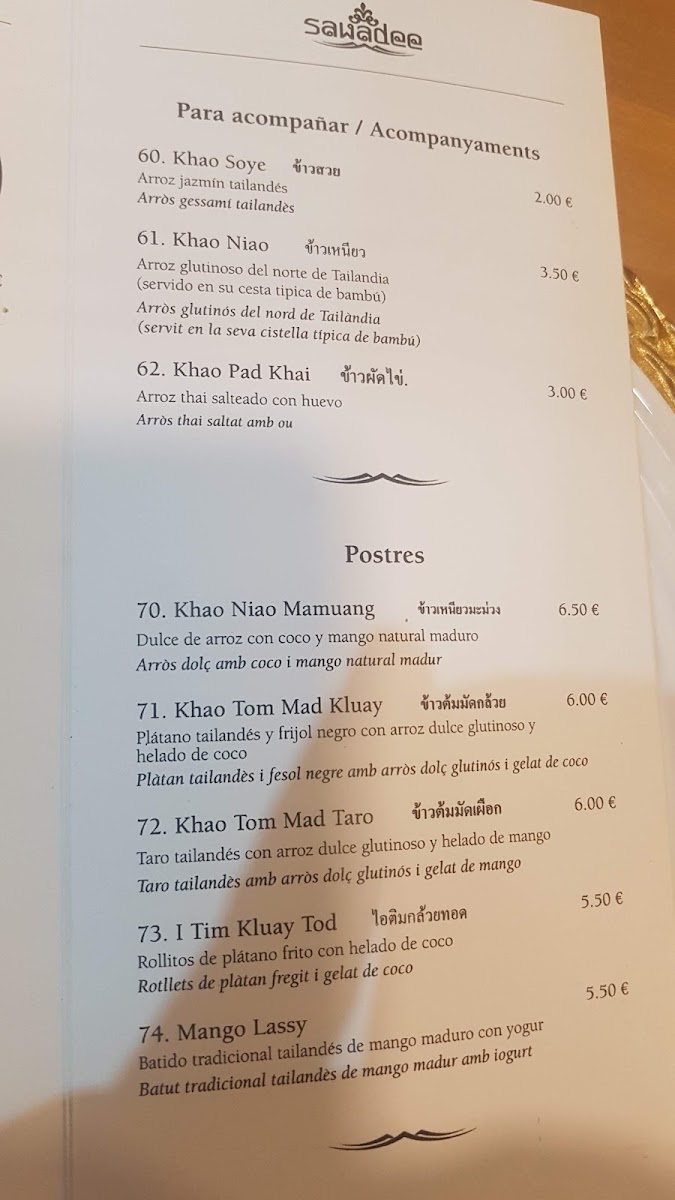 sawadee
Para acompañar / Acompanyaments
60. Khao Soye ข้าวสวย
Arroz jazmín tailandés 2.00 €
Arròs gessamí tailandès
61. Khao Niao ข้าวเหนียว
Arroz glutinoso del norte de Tailandia 3.50 €
(servido en su cesta tipica de bambú)
Arròs glutinós del nord de Tailàndia
(servit en la seva cistella típica de bambú)
62. Khao Pad Khai ข้าวผัดไข่.
Arroz thai salteado con huevo 3.00 €
Arròs thai saltat amb ou
Postres
70. Khao Niao Mamuang ข้าวเหนียวมะม่วง 6.50 €
Dulce de arroz con coco y mango natural maduro
Arròs dolç amb coco i mango natural madur
71. Khao Tom Mad Kluay ข้าวต้มมัดกล้วย 6.00 €
Plátano tailandés y frijol negro con arroz dulce glutinoso y
helado de coco
Plàtan tailandès i fesol negre amb arròs dolç glutinós i gelat de coco
72. Khao Tom Mad Taro ข้าวต้มมัดเผือก 6.00 €
Taro tailandés con arroz dulce glutinoso y helado de mango
Taro tailandès amb arròs dolç glutinós i gelat de mango
73. I Tim Kluay Tod ไอติมกล้วยทอด 5.50 €
Rollitos de plátano frito con helado de coco
Rotllets de plàtan fregit i gelat de coco
74. Mango Lassy 5.50 €
Batido tradicional tailandés de mango maduro con yogur
Batut tradicional tailandès de mango madur amb iogurt